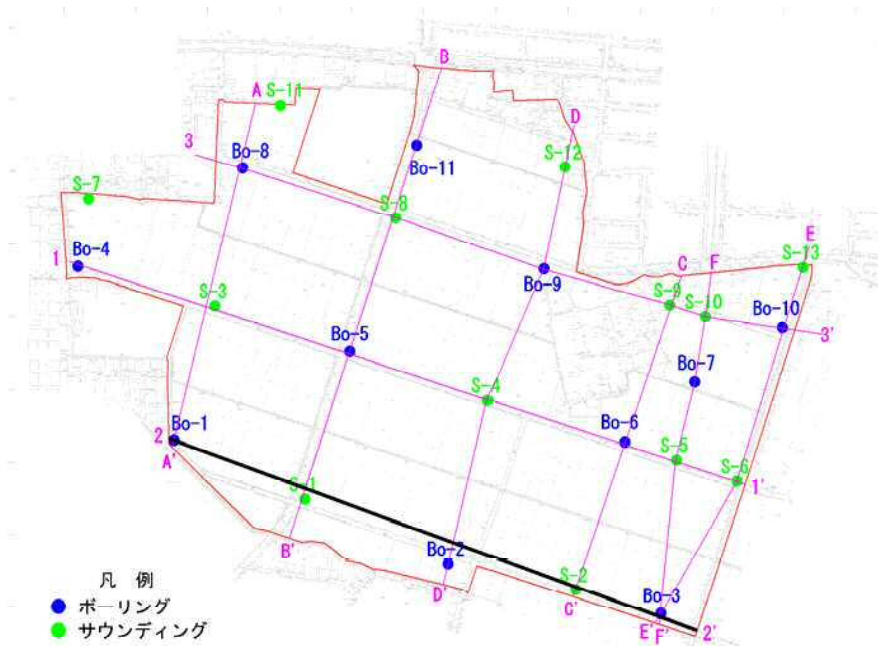 B
A
S-11
D
3
Bo-8
Bo-11
S-12
S-7
S-8
E
1
Bo-4
C
F
S-13
Bo-9
S-9
S-10
S-3
Bo-10
3'
Bo-5
Bo-7
S-4
Bo-6
2
Bo-1
A'
S-5
S-6
1'
S-1
B'
Bo-2
D'
S-2
C'
Bo-3
E'
F'
2'
凡 例
ボーリング
サウンディング